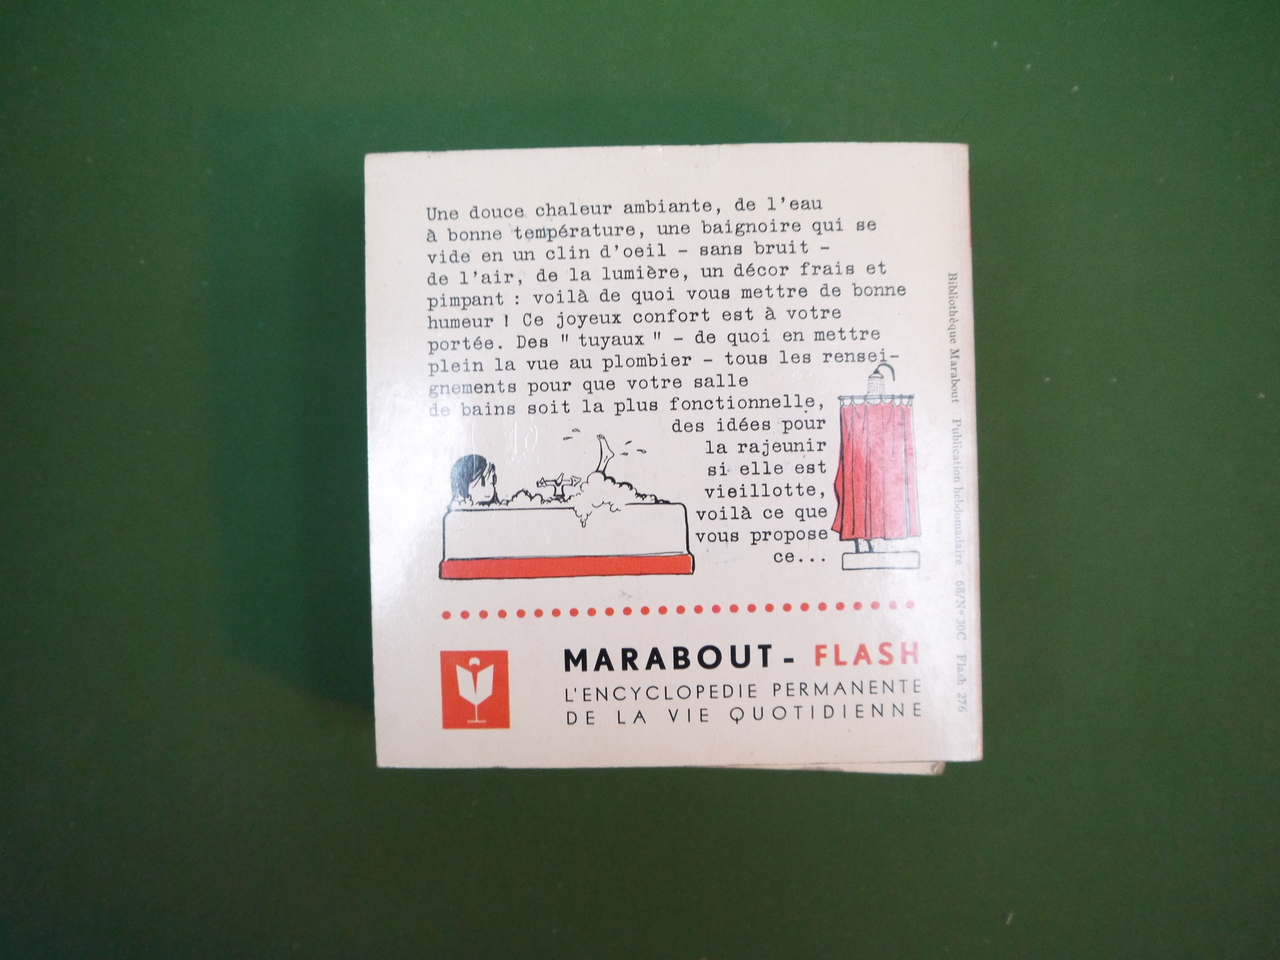 Une douce chaleur ambiante, de l'eau
à bonne température, une baignoire qui se
vide en un clin d'oeil - sans bruit -
de l'air, de la lumière, un décor frais et
pimpant : voilà de quoi vous mettre de bonne
humeur ! Ce joyeux confort est à votre
portée. Des " tuyaux " - de quoi en mettre
plein la vue au plombier - tous les rensei-
gnements pour que votre salle
de bains soit la plus fonctionnelle,
des idées pour
la rajeunir
si elle est
vieillotte,
voilà ce que
vous propose
ce...
MARABOUT - FLASH
L'ENCYCLOPEDIE PERMANENTE
DE LA VIE QUOTIDIENNE
Bibliothèque Marabout Publication hebdomadaire 68/N° 30C Flash 276